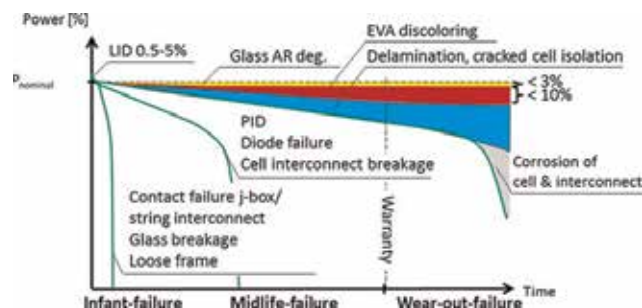 Power [%]
EVA discoloring
LID 0.5-5%
Glass AR deg.
Delamination, cracked cell isolation
Pnominal
< 3%
< 10%
PID
Diode failure
Cell interconnect breakage
Corrosion of
cell & interconnect
Contact failure j-box/
string interconnect
Glass breakage
Loose frame
Warranty
Time
Infant-failure
Midlife-failure
Wear-out-failure